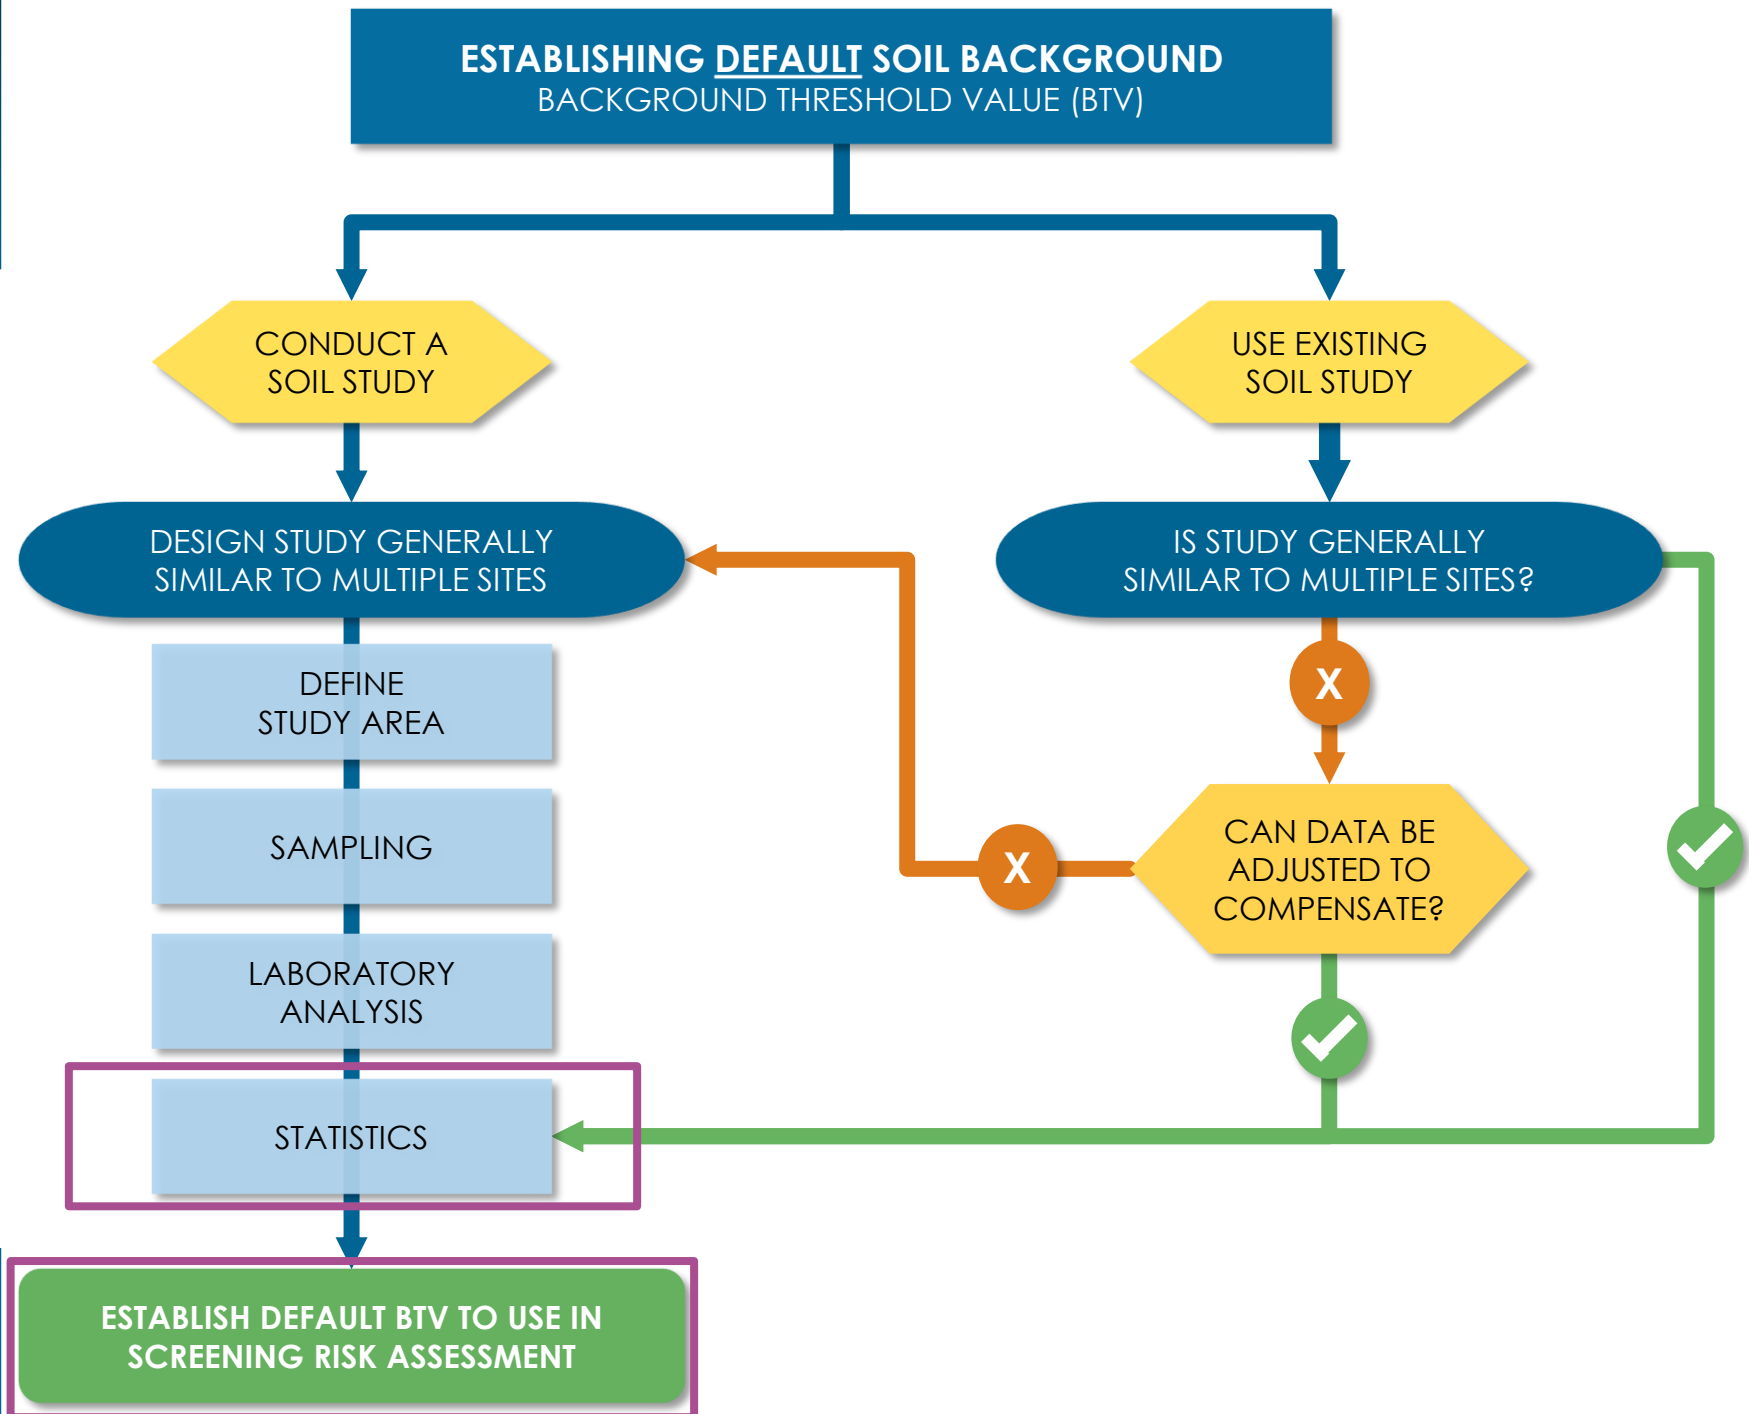 ESTABLISHING DEFAULT SOIL BACKGROUND
BACKGROUND THRESHOLD VALUE (BTV)
CONDUCT A
SOIL STUDY
USE EXISTING
SOIL STUDY
DESIGN STUDY GENERALLY
SIMILAR TO MULTIPLE SITES
IS STUDY GENERALLY
SIMILAR TO MULTIPLE SITES?
DEFINE
STUDY AREA
X
SAMPLING
X
CAN DATA BE
ADJUSTED TO
COMPENSATE?
LABORATORY
ANALYSIS
STATISTICS
ESTABLISH DEFAULT BTV TO USE IN
SCREENING RISK ASSESSMENT